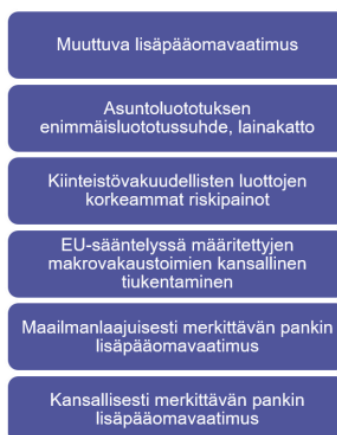 Muuttuva lisäpääomavaatimus
Asuntoluototuksen
enimmäisluototussuhde, lainakatto
Kiinteistövakuudellisten luottojen
korkeammat riskipainot
EU-sääntelyssä määritettyjen
makrovakaustoimien kansallinen
tiukentaminen
Maailmanlaajuisesti merkittävän pankin
lisäpääomavaatimus
Kansallisesti merkittävän pankin
lisäpääomavaatimus